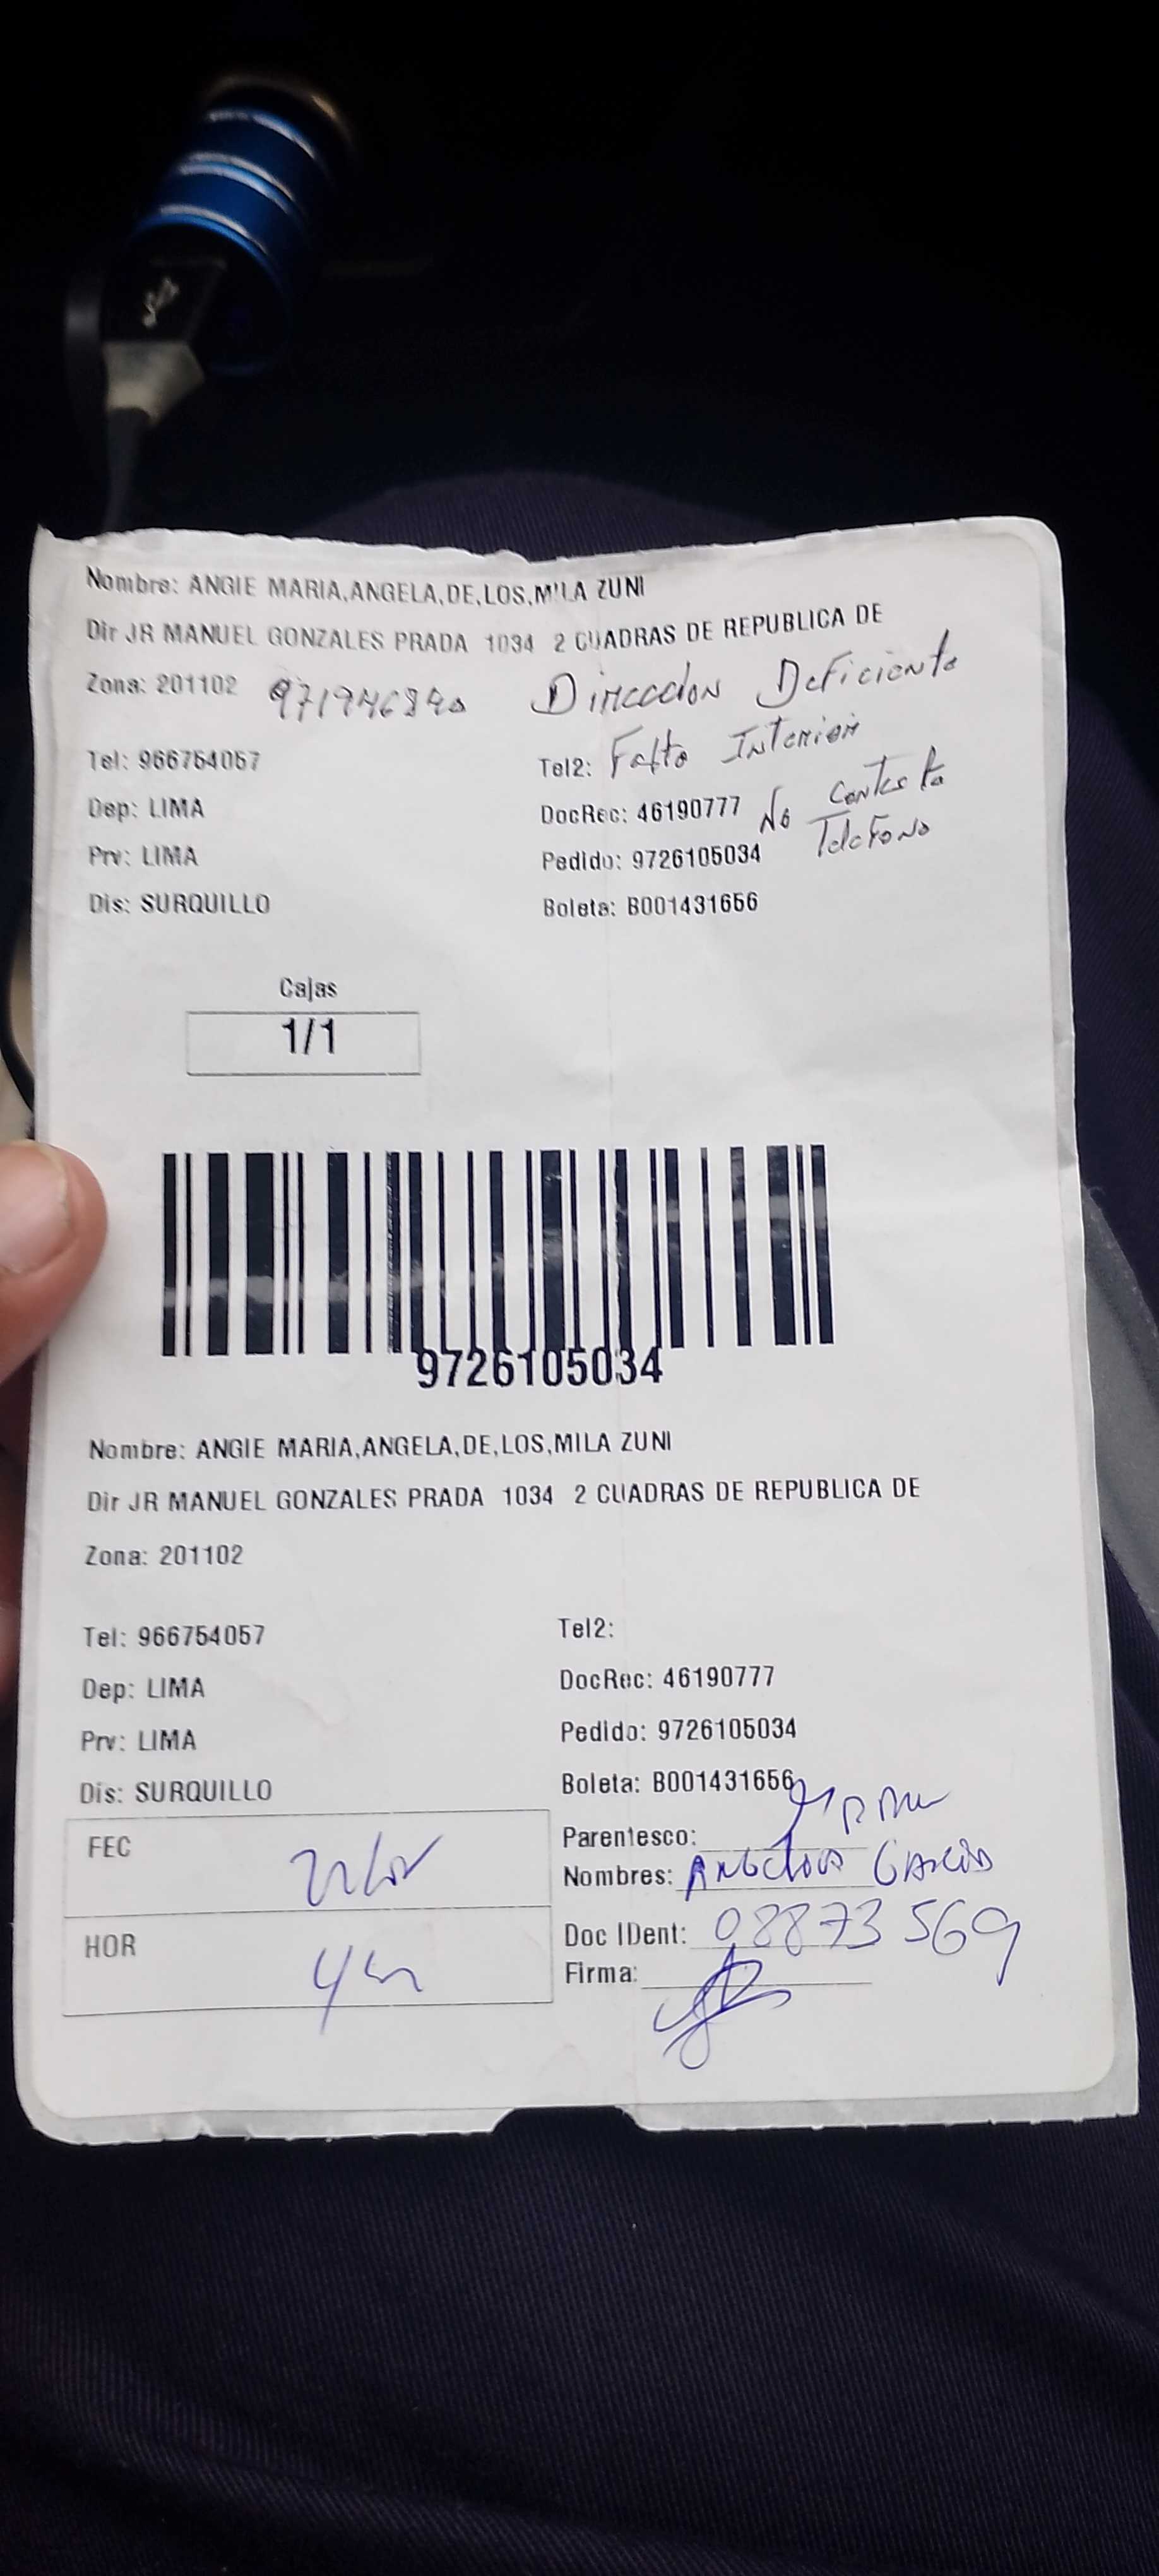 Nombre: ANGIE MARIA,ANGELA,DE,LOS,MILA ZUNI
Dir JR MANUEL GONZALES PRADA 1034 2 CUADRAS DE REPUBLICA DE
Zona: 201102 Direccion Deficiente
Tel: 966754057 Tel2: Falto Interior
Dep: LIMA DocRec: 46190777 No Contesta
Telefono
Prv: LIMA Pedido: 9726105034
Dis: SURQUILLO Boleta: B001431656
Cajas
1/1
9726105034
Nombre: ANGIE MARIA,ANGELA,DE,LOS,MILA ZUNI
Dir JR MANUEL GONZALES PRADA 1034 2 CUADRAS DE REPUBLICA DE
Zona: 201102
Tel: 966754057 Tel2:
Dep: LIMA DocRec: 46190777
Prv: LIMA Pedido: 9726105034
Dis: SURQUILLO Boleta: B001431656
FEC Parentesco:
Nombres:
HOR Doc IDent: 08873569
Firma: